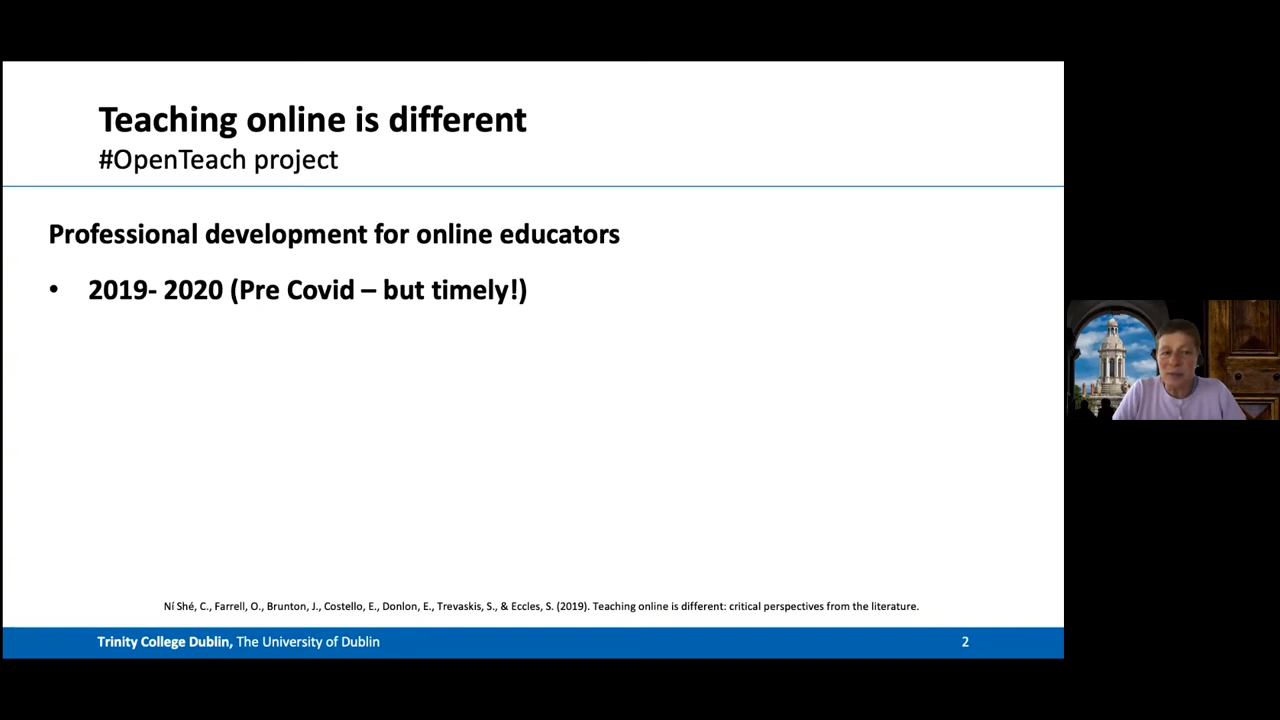 Teaching online is different
#OpenTeach project
Professional development for online educators
• 2019- 2020 (Pre Covid – but timely!)
Ní Shé, C., Farrell, O., Brunton, J., Costello, E., Donlon, E., Trevaskis, S., & Eccles, S. (2019). Teaching online is different: critical perspectives from the literature.
Trinity College Dublin, The University of Dublin
2